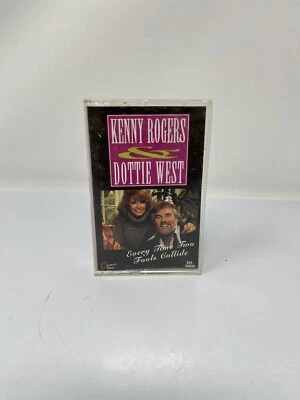 KENNY ROGERS
&
DOTTIE WEST
Every Time Two
Fools Collide